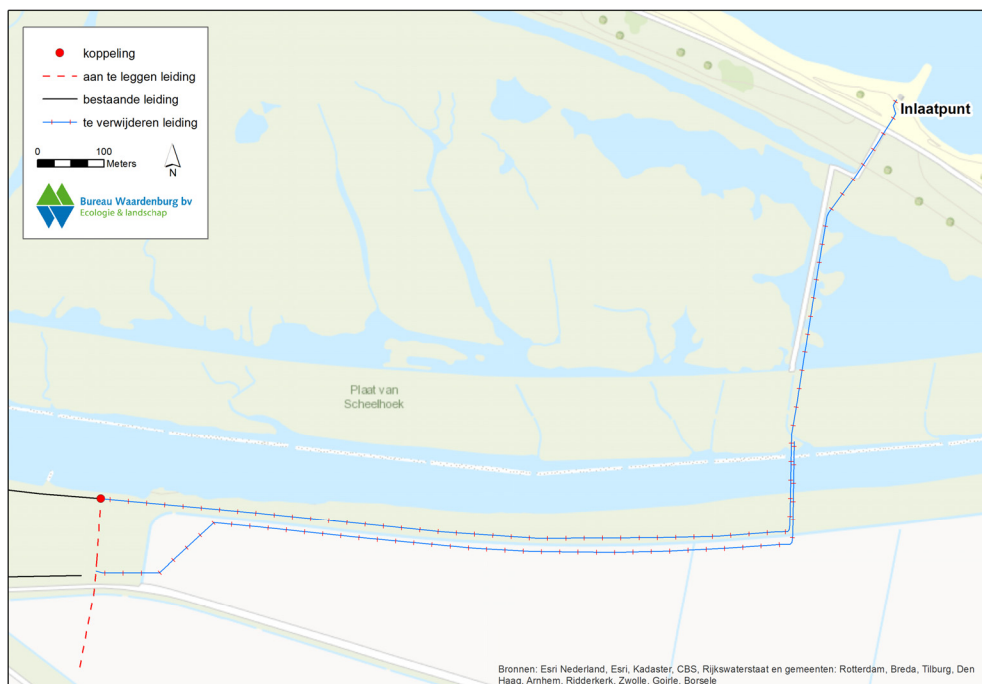 koppeling
aan te leggen leiding
bestaande leiding
te verwijderen leiding
0 100
Meters
N
Bureau Waardenburg bv
Ecologie & landschap
Inlaatpunt
Plaat van
Scheelhoek
Bronnen: Esri Nederland, Esri, Kadaster, CBS, Rijkswaterstaat en gemeenten: Rotterdam, Breda, Tilburg, Den
Haag, Arnhem, Ridderkerk, Zwolle, Goirle, Borsele